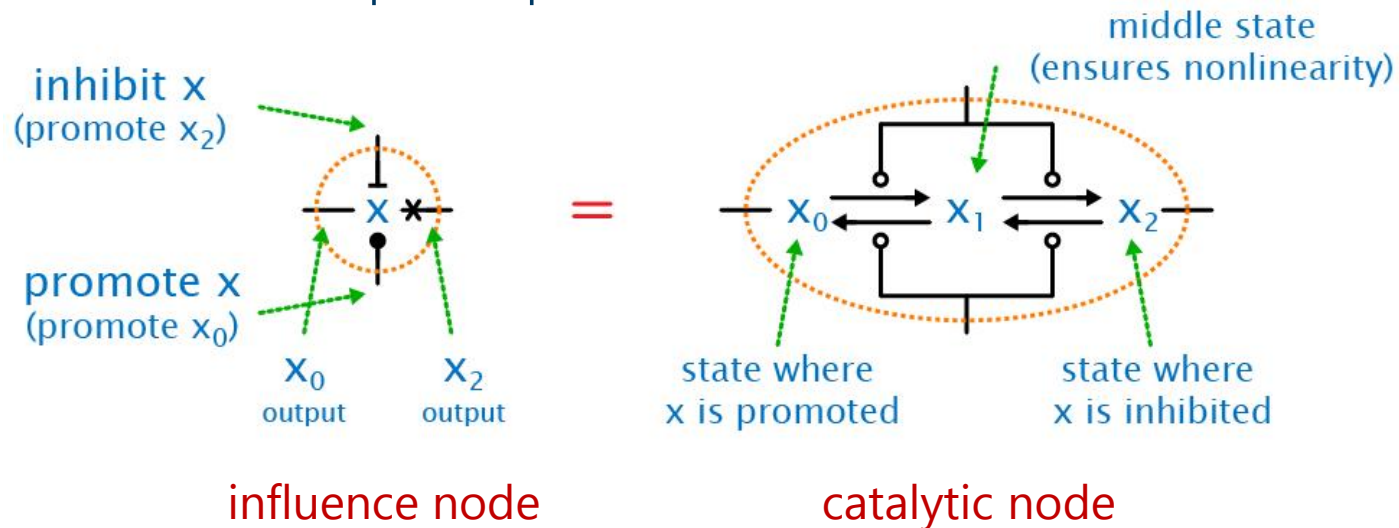 middle state
(ensures nonlinearity)
inhibit x
(promote x₂)
x
=
x₀
x₁
x₂
promote x
(promote x₀)
x₀
output
x₂
output
state where
x is promoted
state where
x is inhibited
influence node
catalytic node